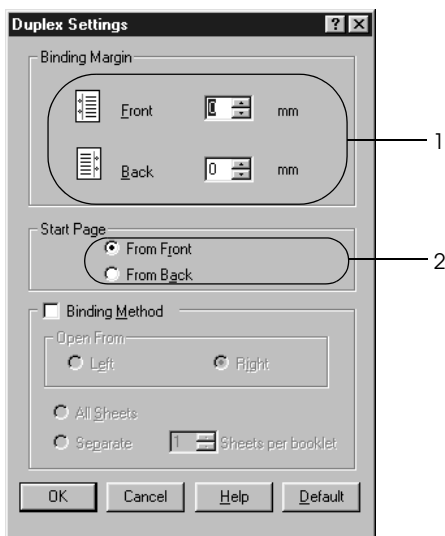 Duplex Settings
Binding Margin
Front 0 mm
1
Back 0 mm
Start Page
From Front
2
From Back
Binding Method
Open From
Left Right
All Sheets
Separate 1 Sheets per booklet
OK Cancel Help Default